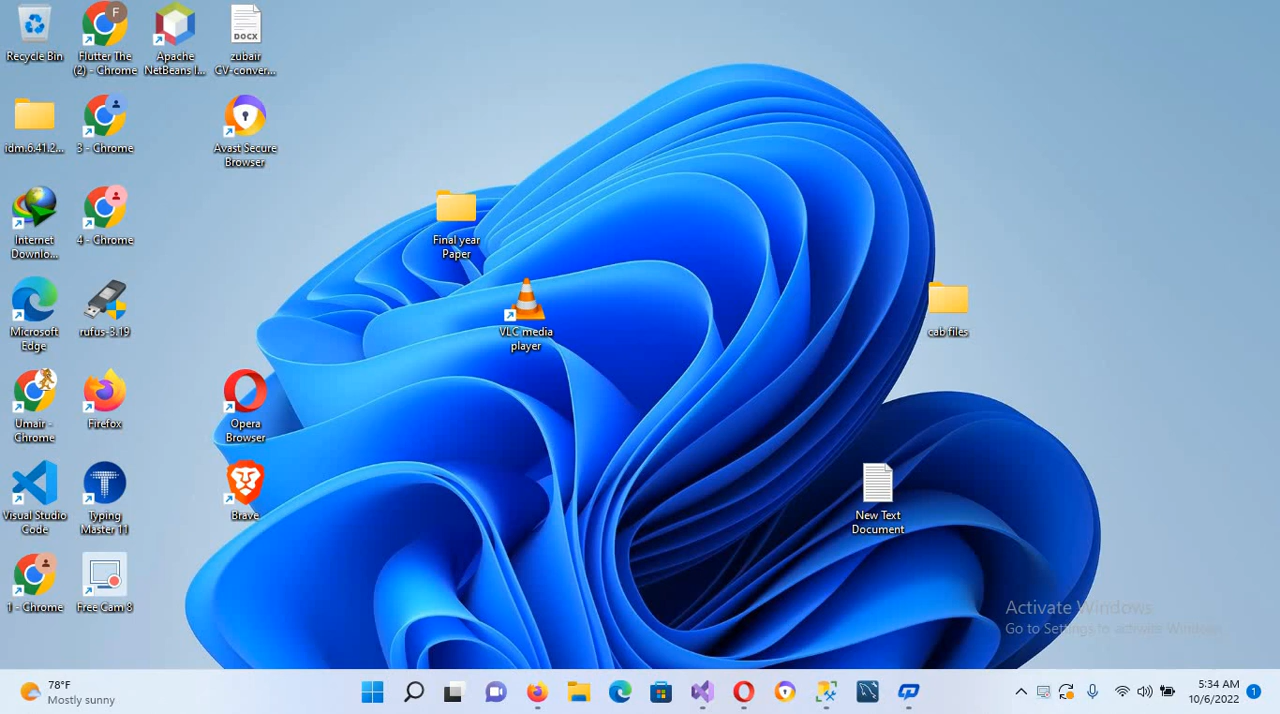 Recycle Bin
Flutter The
(2) - Chrome
Apache
NetBeans I...
zubair
CV-conver...
DOCX
F
idm.6.41.2...
3 - Chrome
Avast Secure
Browser
Internet
Downlo...
4 - Chrome
Final year
Paper
Microsoft
Edge
rufus-3.19
VLC media
player
cab files
Umair -
Chrome
Firefox
Opera
Browser
Visual Studio
Code
Typing
Master 11
T
Brave
New Text
Document
1 - Chrome
Free Cam 8
Activate Windows
Go to Settings to activate Windows.
78°F
Mostly sunny
5:34 AM
10/6/2022
1